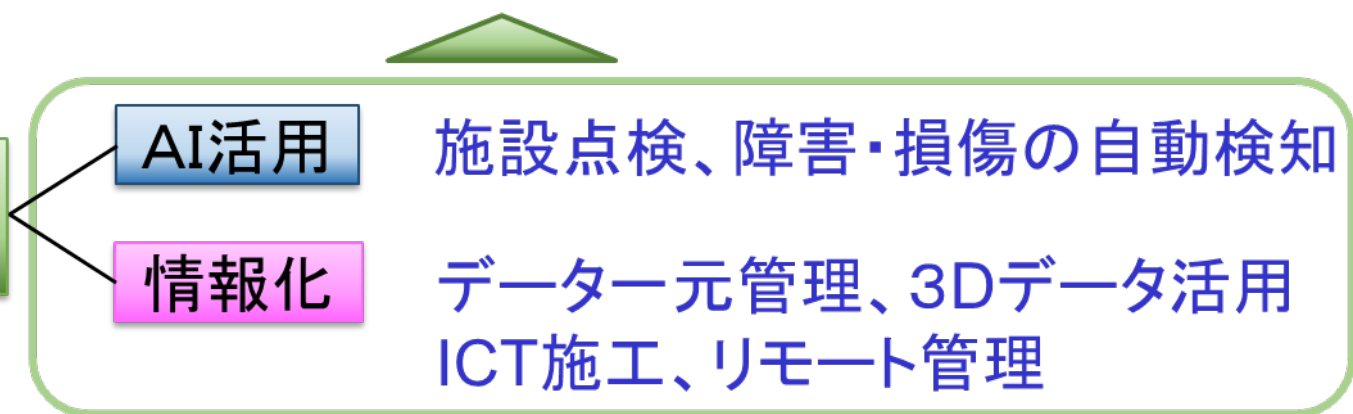 AI活用 施設点検、障害・損傷の自動検知
情報化 データ一元管理、3Dデータ活用
ICT施工、リモート管理